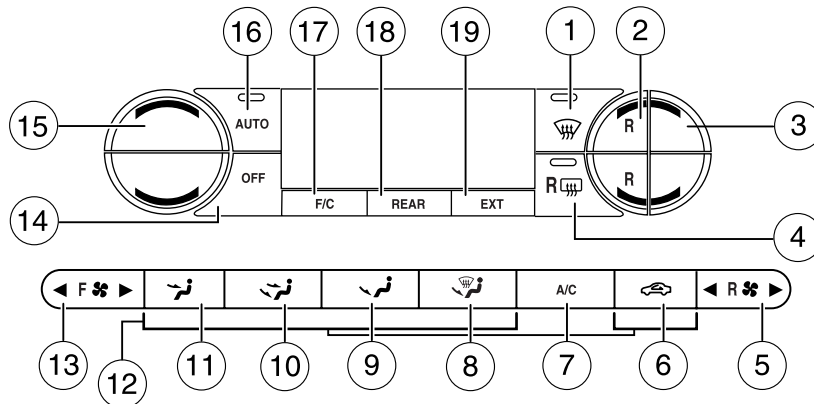 16 17 18 19 1 2
15 AUTO R 3
OFF R R
14 F/C REAR EXT 4
F A/C R
13 12 11 10 9 8 7 6 5